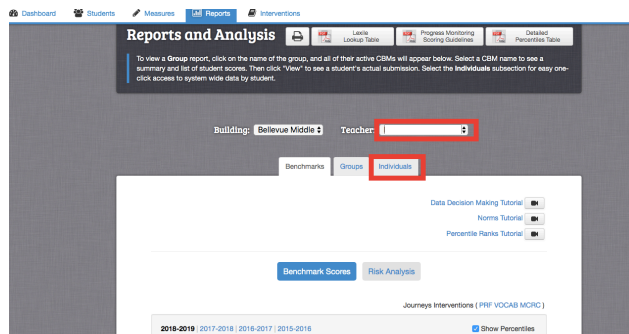 Dashboard Students Measures Reports Interventions
Reports and Analysis
Lexile
Lookup Table
Progress Monitoring
Scoring Guidelines
Detailed
Percentiles Table
To view a Group report, click on the name of the group, and all of their active CBMs will appear below. Select a CBM name to see a
summary and list of student scores. Then click "View" to see a student's actual submission. Select the Individuals subsection for easy one-
click access to system wide data by student.
Building: Bellevue Middle Teacher:
Benchmarks Groups Individuals
Data Decision Making Tutorial
Norms Tutorial
Percentile Ranks Tutorial
Benchmark Scores Risk Analysis
Journeys Interventions ( PRF VOCAB MCRC )
2018-2019 | 2017-2018 | 2016-2017 | 2015-2016 Show Percentiles